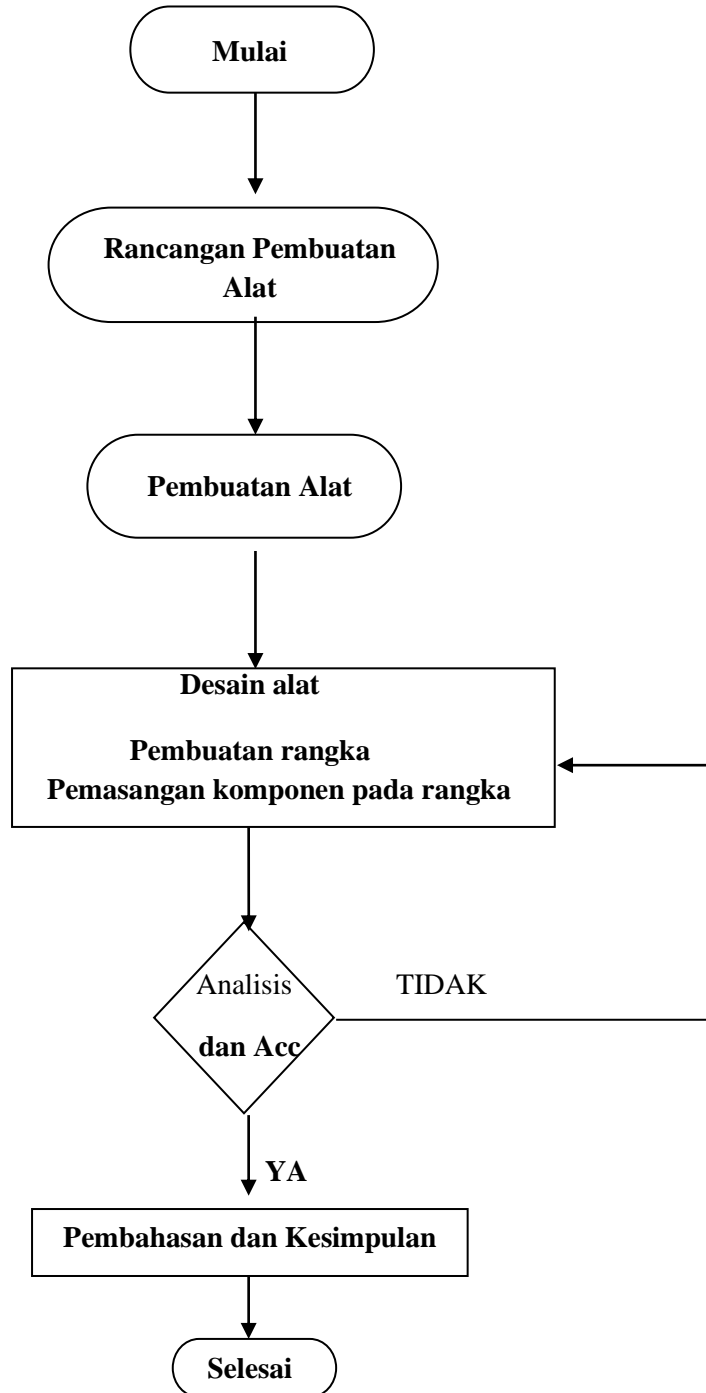 Mulai
Rancangan Pembuatan
Alat
Pembuatan Alat
Desain alat
Pembuatan rangka
Pemasangan komponen pada rangka
Analisis
dan Acc
TIDAK
YA
Pembahasan dan Kesimpulan
Selesai